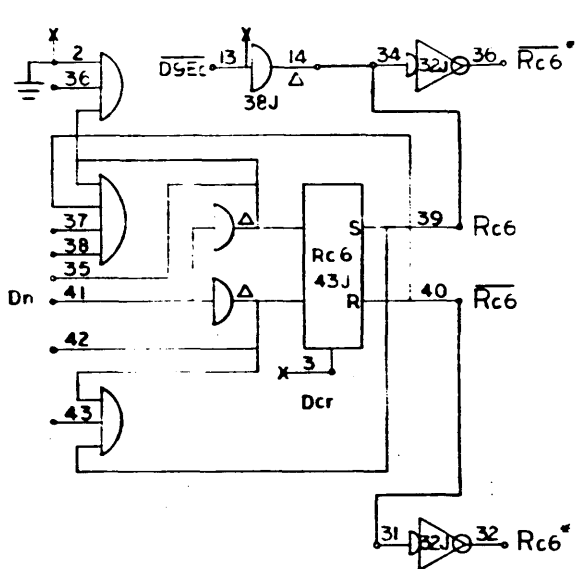 X X
2
36
DSEC 13 14 Δ 34 32J 36 Rc6*
38J
37
38
35
Δ
S 39 Rc6
Rc6
43J
Dn 41 Δ
R 40 Rc6
42
X 3
Dcr
43
31 32J 32 Rc6*